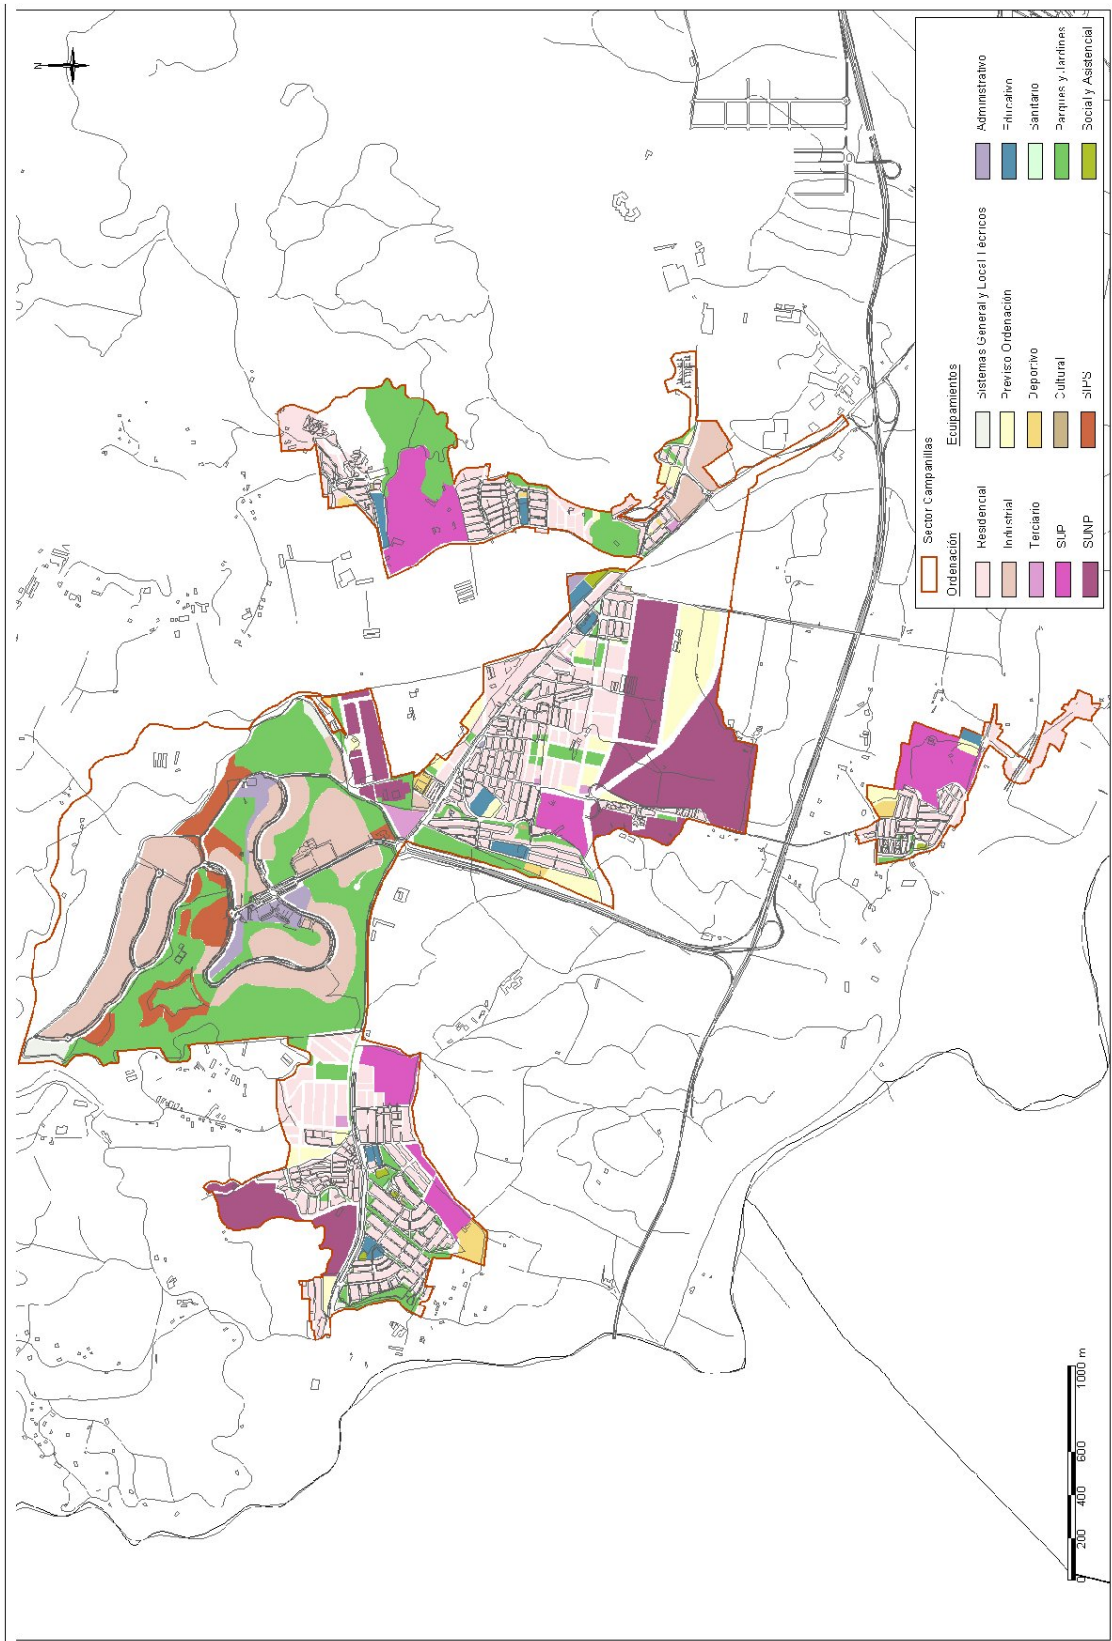 N
Sector Campanillas
Ordenación
Residencial
Industrial
Terciario
SUP
SUNP
Equipamientos
Sistemas General y Local Técnicos
Previso Ordenación
Deportivo
Cultural
SIPS
Administrativo
Educativo
Sanitario
Parques y Jardines
Social y Asistencial
0 200 400 600 1000 m